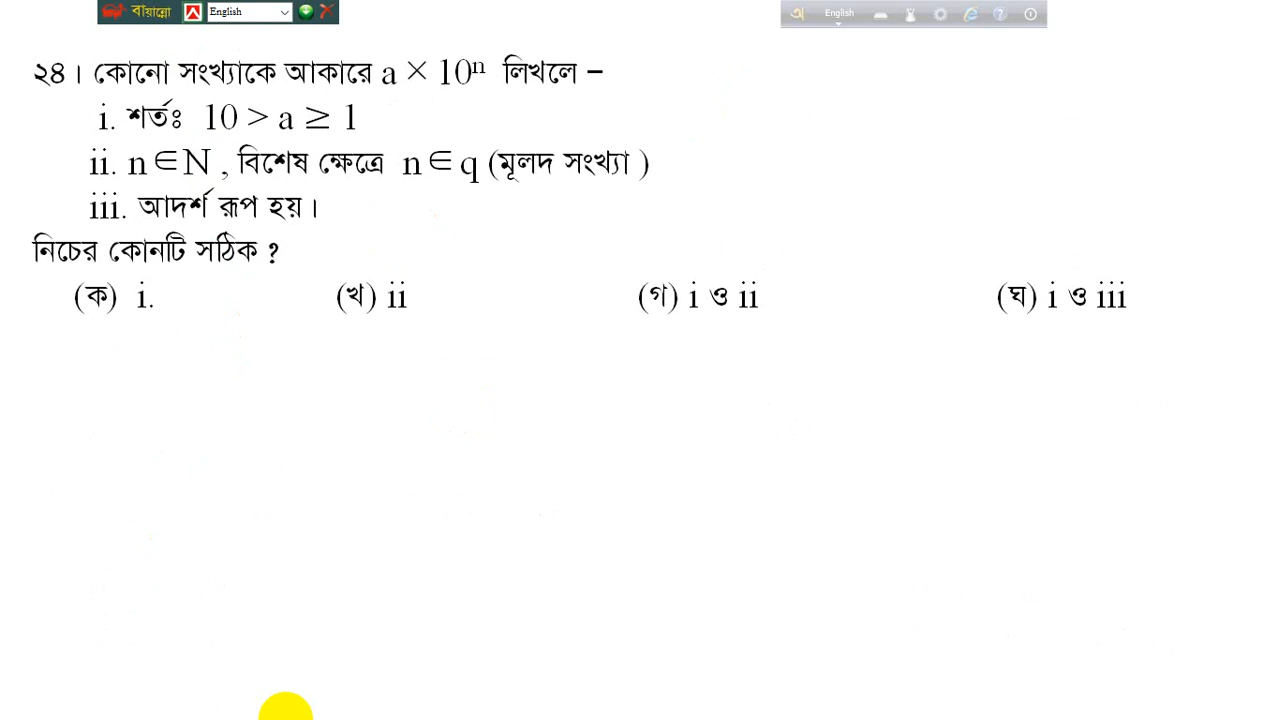 বাঁয়ান্নো English English
২৪। কোনো সংখ্যাকে আকারে a × 10ⁿ লিখলে –
i. শর্তঃ 10 > a ≥ 1
ii. n ∈ N , বিশেষ ক্ষেত্রে n ∈ q (মূলদ সংখ্যা )
iii. আদর্শ রূপ হয়।
নিচের কোনটি সঠিক ?
(ক) i. (খ) ii (গ) i ও ii (ঘ) i ও iii